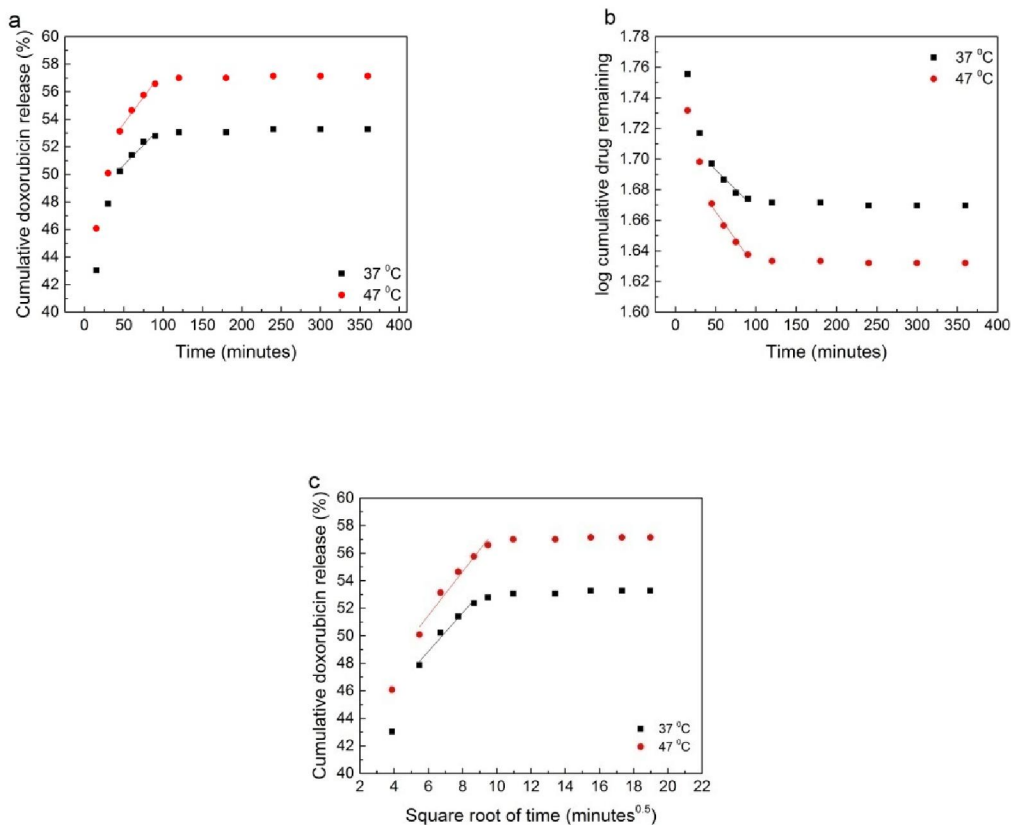 a
Cumulative doxorubicin release (%)
60
58
56
54
52
50
48
46
44
42
40
0 50 100 150 200 250 300 350 400
Time (minutes)
37 ⁰C
47 ⁰C
b
log cumulative drug remaining
1.78
1.76
1.74
1.72
1.70
1.68
1.66
1.64
1.62
1.60
0 50 100 150 200 250 300 350 400
Time (minutes)
37 ⁰C
47 ⁰C
c
Cumulative doxorubicin release (%)
60
58
56
54
52
50
48
46
44
42
40
2 4 6 8 10 12 14 16 18 20 22
Square root of time (minutes⁰·⁵)
37 ⁰C
47 ⁰C